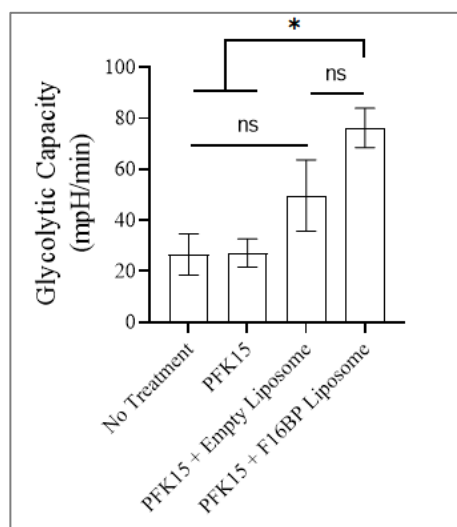 *
ns
ns
Glycolytic Capacity
(mpH/min)
100
80
60
40
20
0
No Treatment
PFK15
PFK15 + Empty Liposome
PFK15 + F16BP Liposome